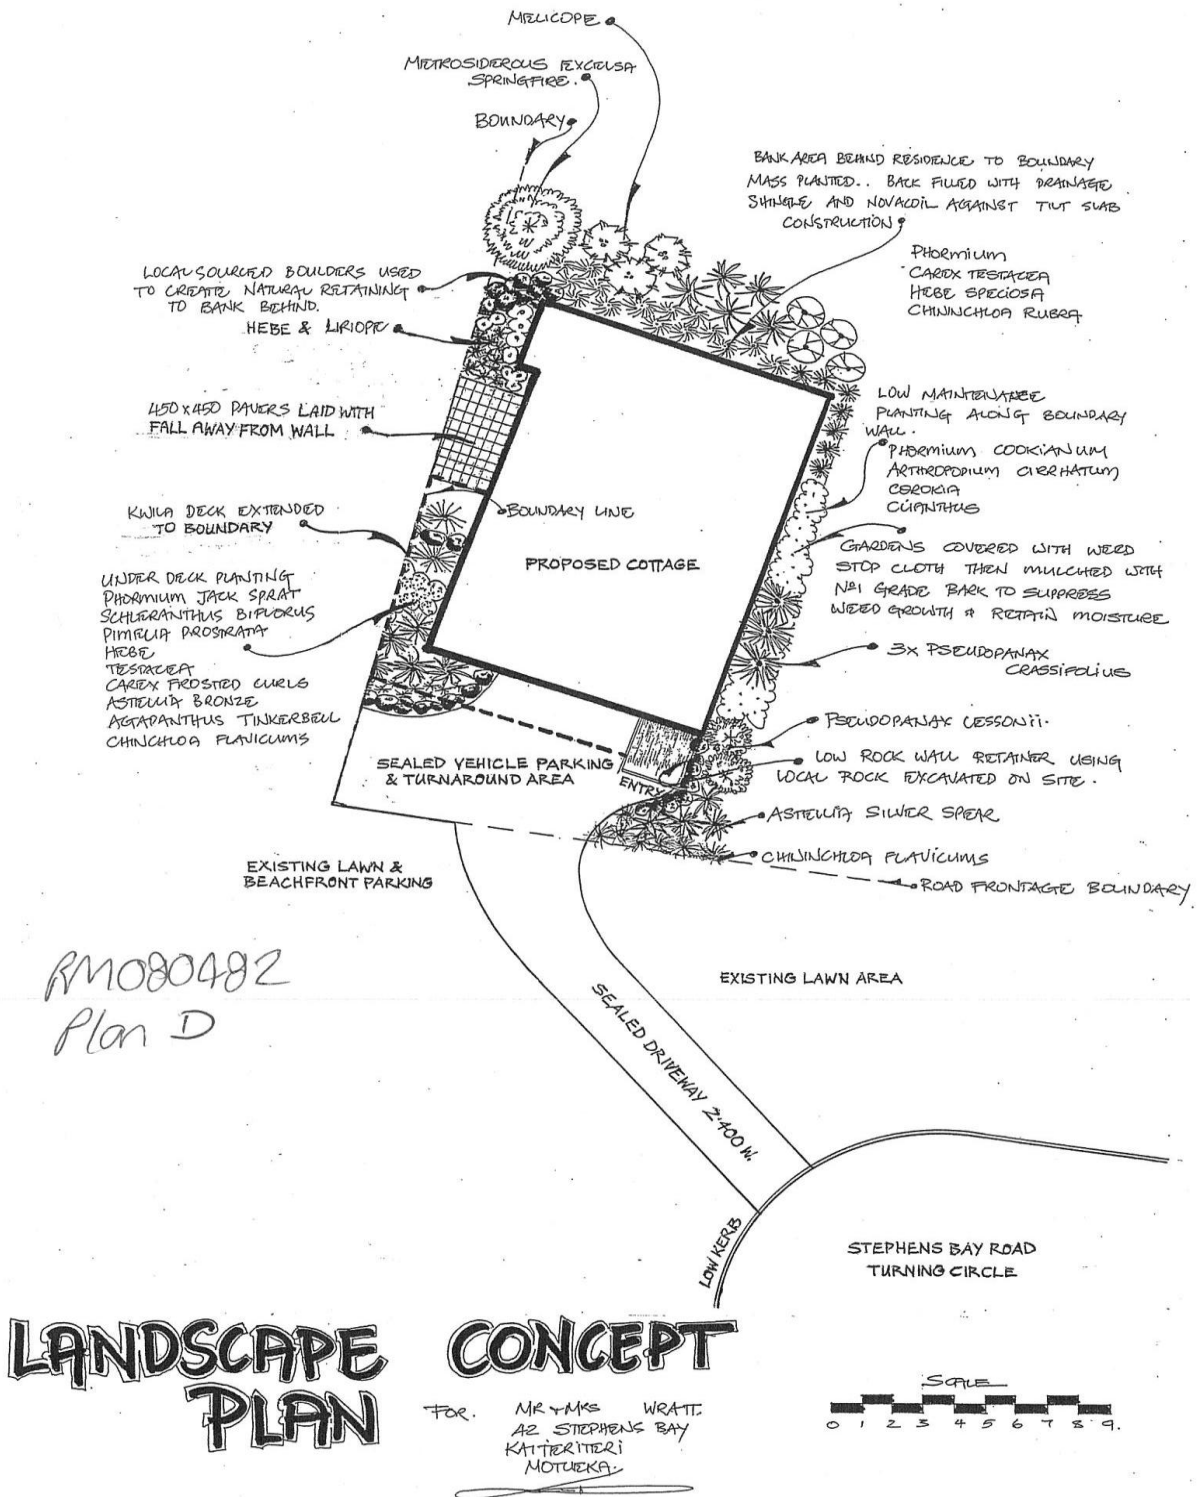 MELICOPE
METROSIDEROUS EXCELSA
SPRINGFIRE.
BOUNDARY
BANK AREA BEHIND RESIDENCE TO BOUNDARY
MASS PLANTED.. BACK FILLED WITH DRAINAGE
SHINGLE AND NOVACOIL AGAINST TILT SLAB
CONSTRUCTION
PHORMIUM
CAREX TESTACEA
HEBE SPECIOSA
CHININCHLOA RUBRA
LOCAL SOURCED BOULDERS USED
TO CREATE NATURAL RETAINING
TO BANK BEHIND.
HEBE & LIRIOPE
450 x 450 PAVERS LAID WITH
FALL AWAY FROM WALL
LOW MAINTENANCE
PLANTING ALONG BOUNDARY
WALL.
PHORMIUM COOKIANUM
ARTHROPODIUM CIRRHATUM
COROKIA
CLIANTHUS
KWILA DECK EXTENDED
TO BOUNDARY
BOUNDARY LINE
PROPOSED COTTAGE
GARDENS COVERED WITH WEED
STOP CLOTH THEN MULCHED WITH
No1 GRADE BARK TO SUPPRESS
WEED GROWTH & RETAIN MOISTURE
UNDER DECK PLANTING
PHORMIUM JACK SPRAT
SCHLERANTHUS BIFLORUS
PIMELIA PROSTRATA
HEBE
TESTACEA
CAREX FROSTED CURLS
ASTELLIA BRONZE
AGAPANTHUS TINKERBELL
CHINCHLOA FLAVICUMS
3x PSEUDOPANAX
CRASSIFOLIUS
PSEUDOPANAX LESSONII.
LOW ROCK WALL RETAINER USING
LOCAL ROCK EXCAVATED ON SITE.
SEALED VEHICLE PARKING
& TURNAROUND AREA
ENTRY
ASTELLIA SILVER SPEAR
CHININCHLOA FLAVICUMS
ROAD FRONTAGE BOUNDARY
EXISTING LAWN &
BEACHFRONT PARKING
RM080482
Plan D
EXISTING LAWN AREA
SEALED DRIVEWAY 2.400 W.
LOW KERB
STEPHENS BAY ROAD
TURNING CIRCLE
LANDSCAPE CONCEPT
PLAN
FOR. MR & MRS WRATT.
A2 STEPHENS BAY
KAITERITERI
MOTUEKA.
SCALE
0 1 2 3 4 5 6 7 8 9.